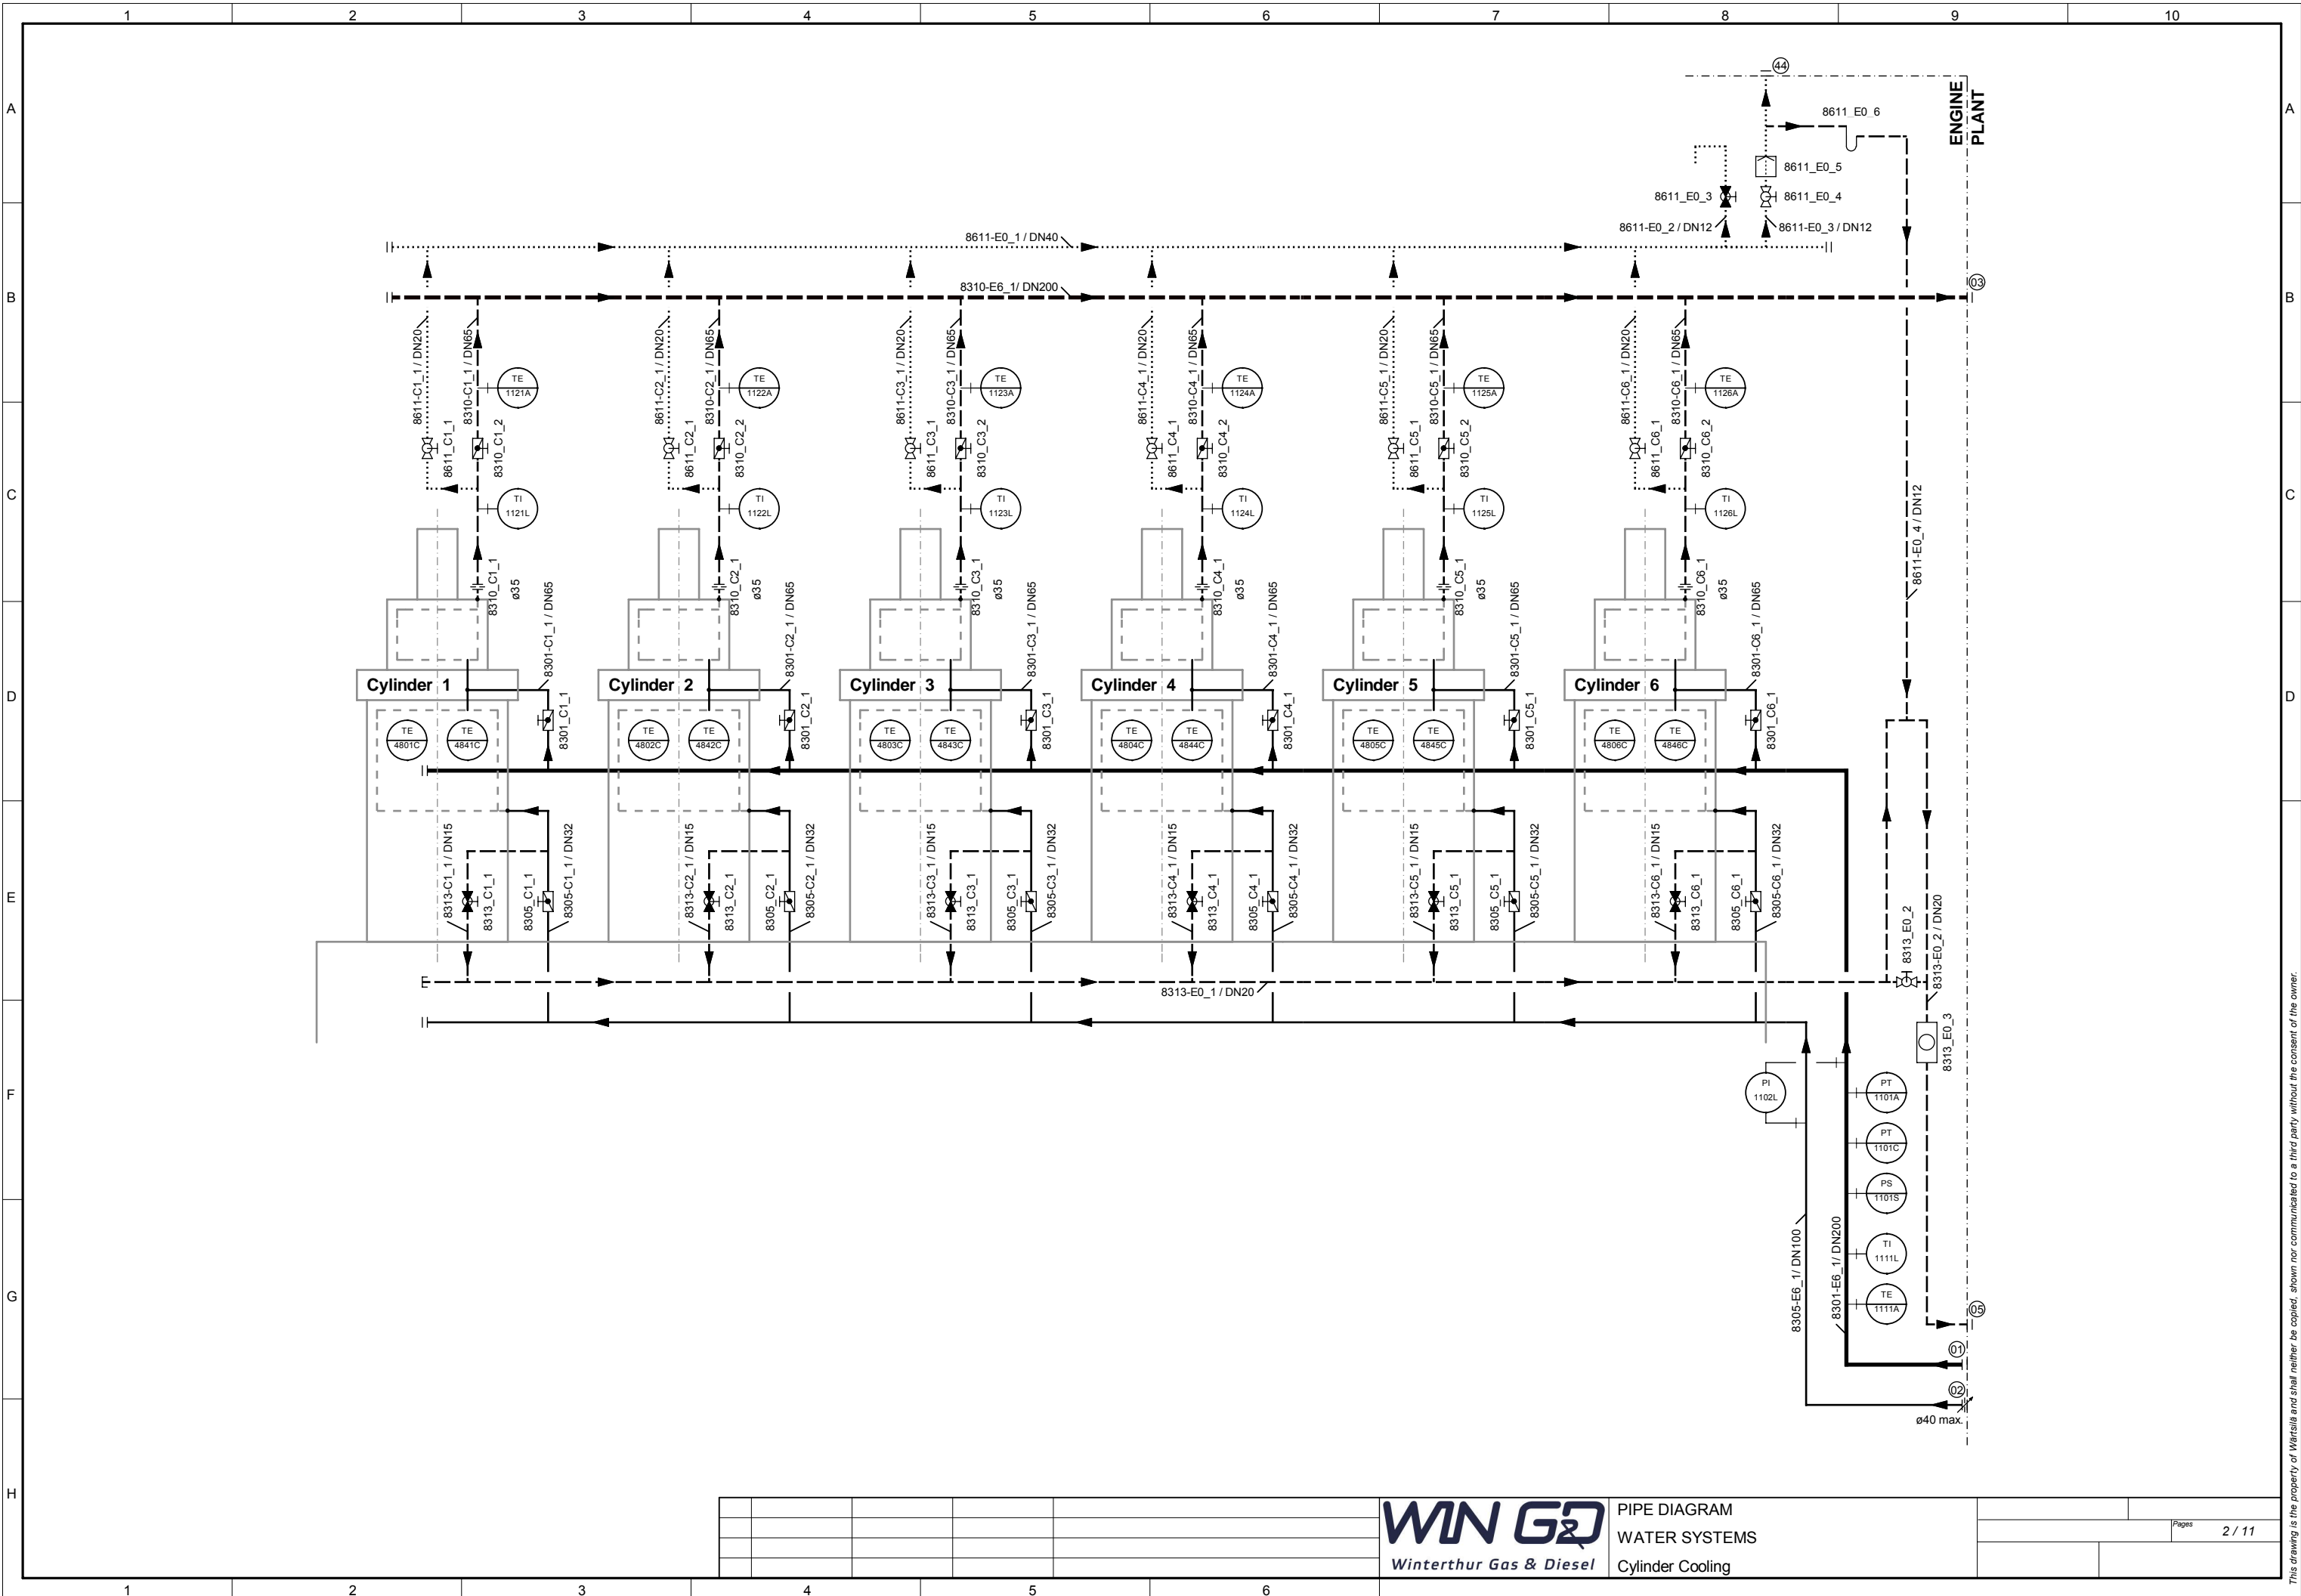 1 2 3 4 5 6 7 8 9 10
A A
44
8611_E0_6
ENGINE
PLANT
8611_E0_5
8611_E0_3 8611_E0_4
8611-E0_2 / DN12 8611-E0_3 / DN12
8611-E0_1 / DN40
03
8310-E6_1/ DN200
B B
8611-C1_1 / DN20 8310-C1_1 / DN65 8611-C2_1 / DN20 8310-C2_1 / DN65 8611-C3_1 / DN20 8310-C3_1 / DN65 8611-C4_1 / DN20 8310-C4_1 / DN65 8611-C5_1 / DN20 8310-C5_1 / DN65 8611-C6_1 / DN20 8310-C6_1 / DN65
TE TE TE TE TE TE
1121A 1122A 1123A 1124A 1125A 1126A
8611_C1_1 8310_C1_2 8611_C2_1 8310_C2_2 8611_C3_1 8310_C3_2 8611_C4_1 8310_C4_2 8611_C5_1 8310_C5_2 8611_C6_1 8310_C6_2
C C
TI TI TI TI TI TI
1121L 1122L 1123L 1124L 1125L 1126L
8611-E0_4 / DN12
8310_C1_1 ø35 8310_C2_1 ø35 8310_C3_1 ø35 8310_C4_1 ø35 8310_C5_1 ø35 8310_C6_1 ø35
8301-C1_1 / DN65 8301-C2_1 / DN65 8301-C3_1 / DN65 8301-C4_1 / DN65 8301-C5_1 / DN65 8301-C6_1 / DN65
Cylinder 1 Cylinder 2 Cylinder 3 Cylinder 4 Cylinder 5 Cylinder 6
D D
8301_C1_1 8301_C2_1 8301_C3_1 8301_C4_1 8301_C5_1 8301_C6_1
TE TE TE TE TE TE TE TE TE TE TE TE
4801C 4841C 4802C 4842C 4803C 4843C 4804C 4844C 4805C 4845C 4806C 4846C
8313-C1_1 / DN15 8313_C1_1 8305_C1_1 8305-C1_1 / DN32
8313-C2_1 / DN15 8313_C2_1 8305_C2_1 8305-C2_1 / DN32
8313-C3_1 / DN15 8313_C3_1 8305_C3_1 8305-C3_1 / DN32
8313-C4_1 / DN15 8313_C4_1 8305_C4_1 8305-C4_1 / DN32
8313-C5_1 / DN15 8313_C5_1 8305_C5_1 8305-C5_1 / DN32
8313-C6_1 / DN15 8313_C6_1 8305_C6_1 8305-C6_1 / DN32
E E
8313_E0_2
8313-E0_2 / DN20
8313-E0_1 / DN20
8313_E0_3
F F
PI
1102L
PT
1101A
PT
1101C
PS
1101S
TI
1111L
TE
1111A
8305-E6_1/ DN100
8301-E6_1/ DN200
G G
05
01
02
ø40 max.
H
WIN G&D
Winterthur Gas & Diesel
PIPE DIAGRAM
WATER SYSTEMS
Cylinder Cooling
Pages 2 / 11
This drawing is the property of Wärtsilä and shall neither be copied, shown nor communicated to a third party without the consent of the owner.
1 2 3 4 5 6